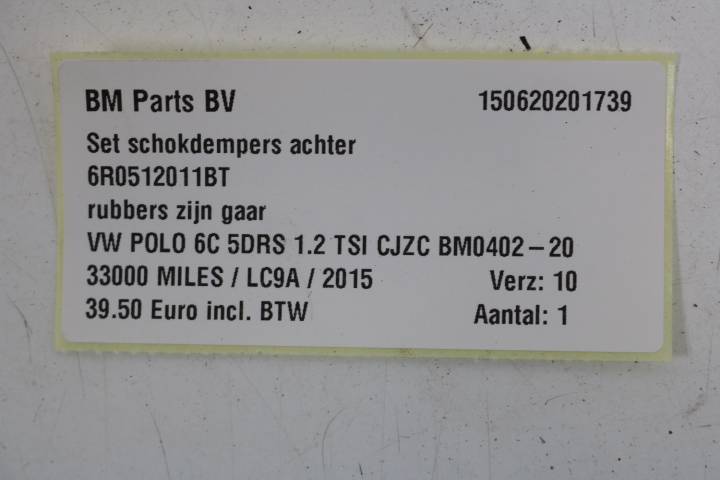 BM Parts BV 150620201739
Set schokdempers achter
6R0512011BT
rubbers zijn gaar
VW POLO 6C 5DRS 1.2 TSI CJZC BM0402-20
33000 MILES / LC9A / 2015 Verz: 10
39.50 Euro incl. BTW Aantal: 1